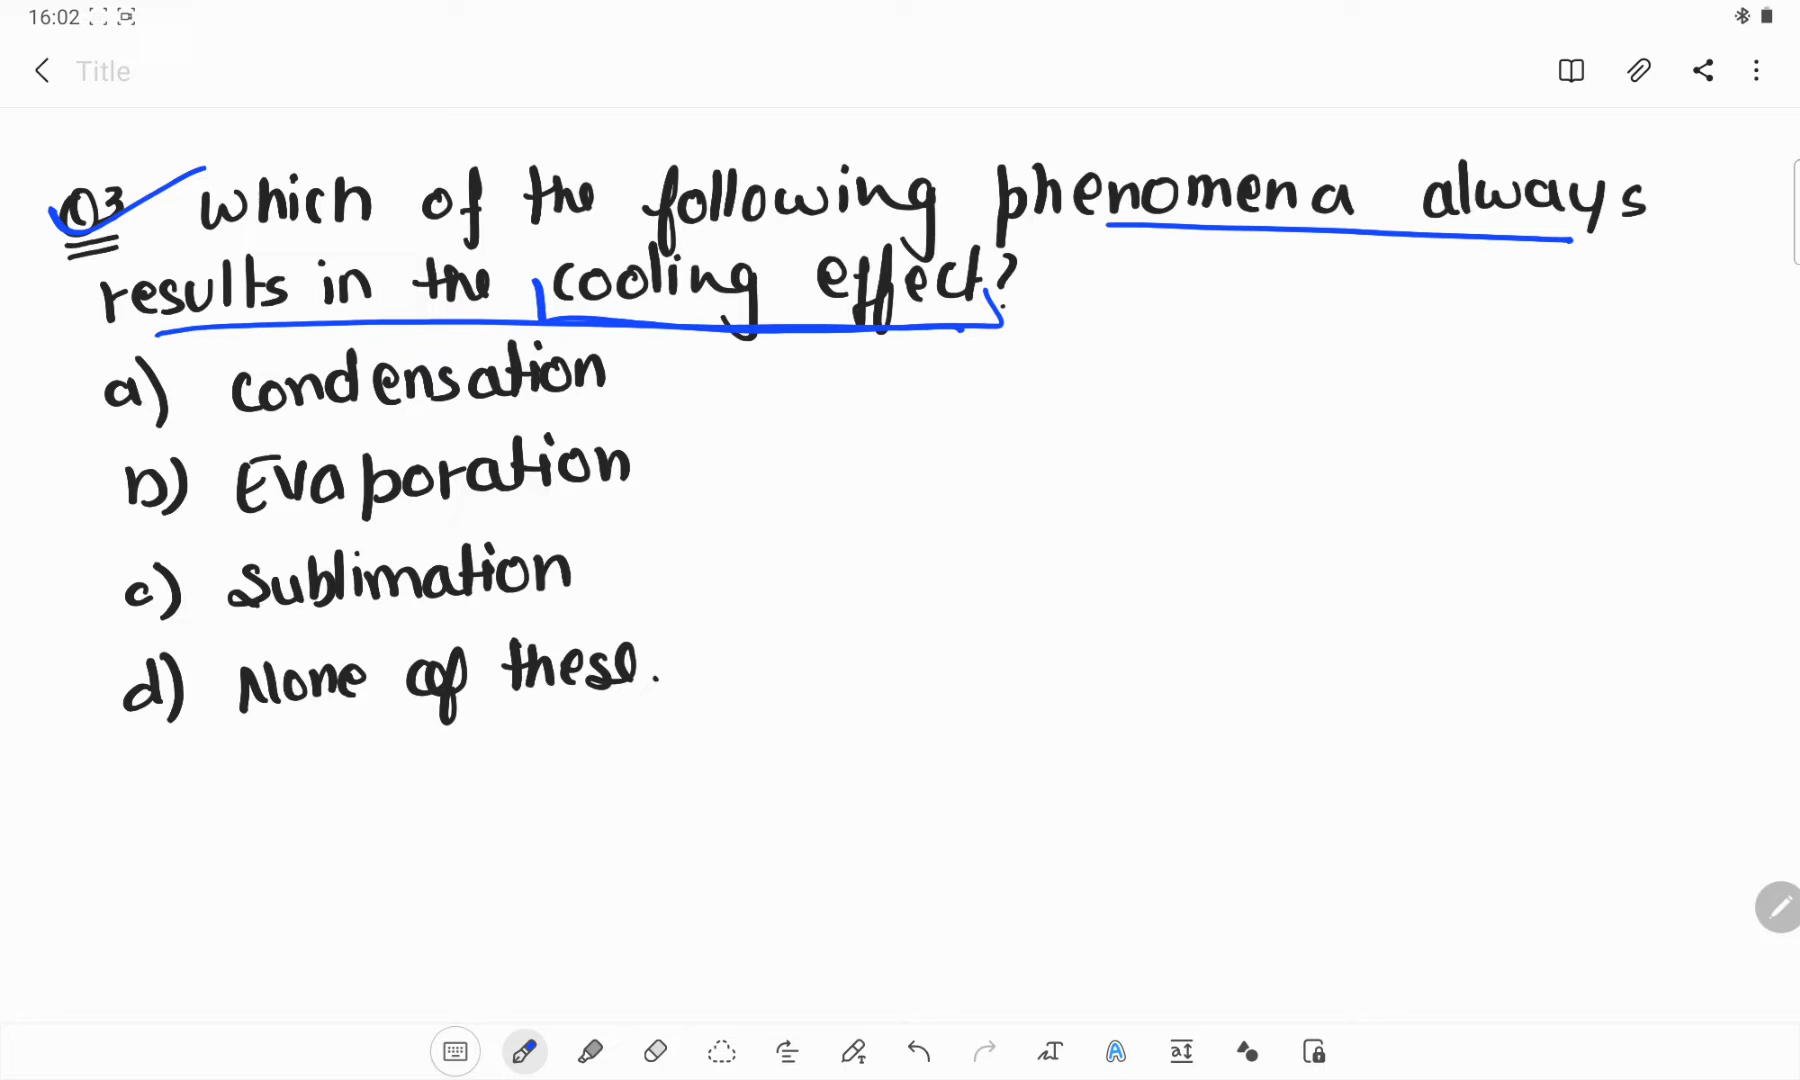 16:02
Title
Q3 which of the following phenomena always
results in the cooling effect?
a) condensation
b) Evaporation
c) Sublimation
d) None of these.